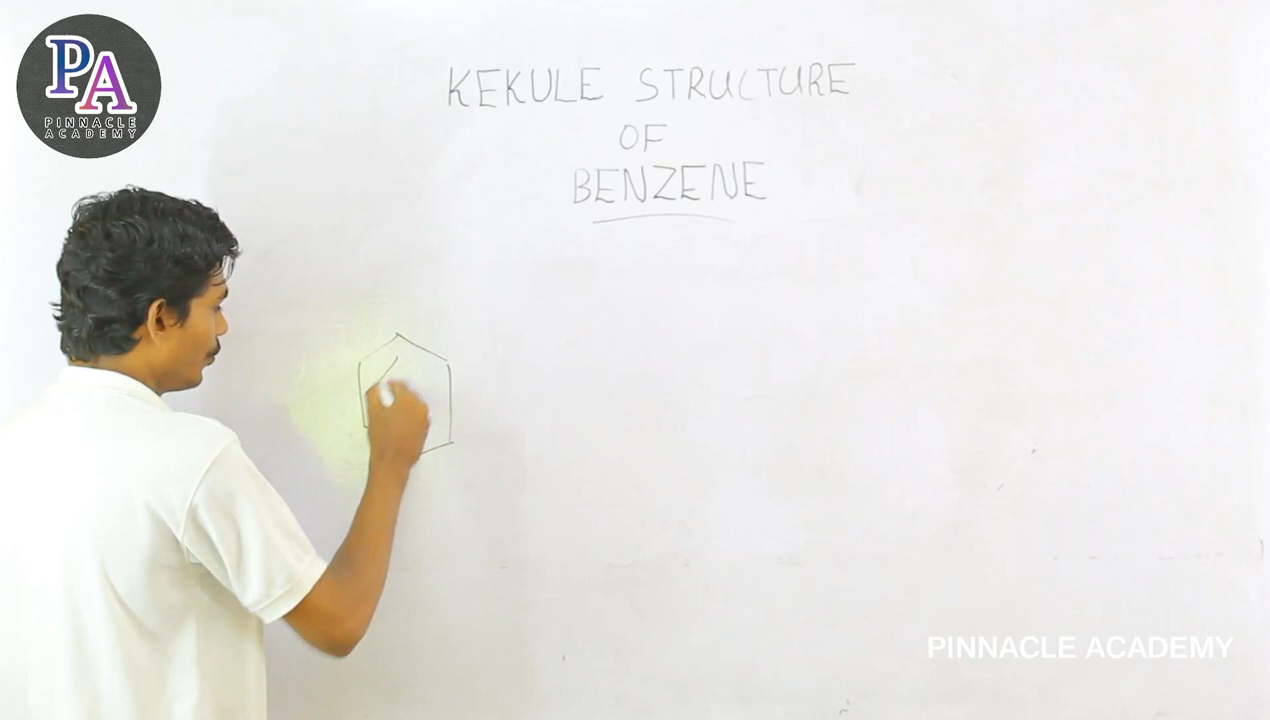 PA
PINNACLE
ACADEMY
KEKULE STRUCTURE
OF
BENZENE
PINNACLE ACADEMY